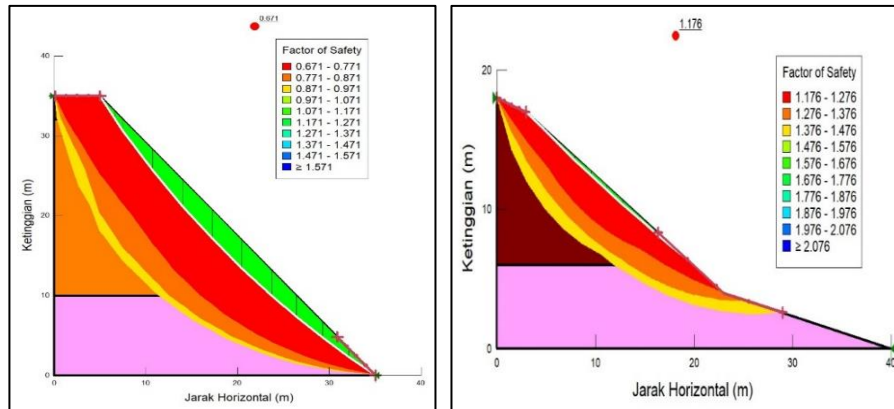 0.671
Factor of Safety
0.671 - 0.771
0.771 - 0.871
0.871 - 0.971
0.971 - 1.071
1.071 - 1.171
1.171 - 1.271
1.271 - 1.371
1.371 - 1.471
1.471 - 1.571
≥ 1.571
Ketinggian (m)
40
30
20
10
0
0
10
20
30
40
Jarak Horizontal (m)
1.176
Factor of Safety
1.176 - 1.276
1.276 - 1.376
1.376 - 1.476
1.476 - 1.576
1.576 - 1.676
1.676 - 1.776
1.776 - 1.876
1.876 - 1.976
1.976 - 2.076
≥ 2.076
Ketinggian (m)
20
10
0
0
10
20
30
40
Jarak Horizontal (m)